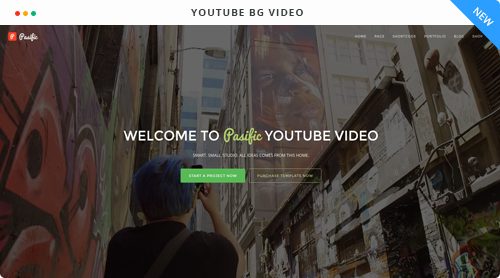 YOUTUBE BG VIDEO
NEW
Pasific
HOME PAGE SHORTCODES PORTFOLIO BLOG SHOP
WELCOME TO Pasific YOUTUBE VIDEO
SMART, SMALL, STUDIO, ALL IDEAS COMES FROM THIS HOME.
START A PROJECT NOW PURCHASE TEMPLATE NOW